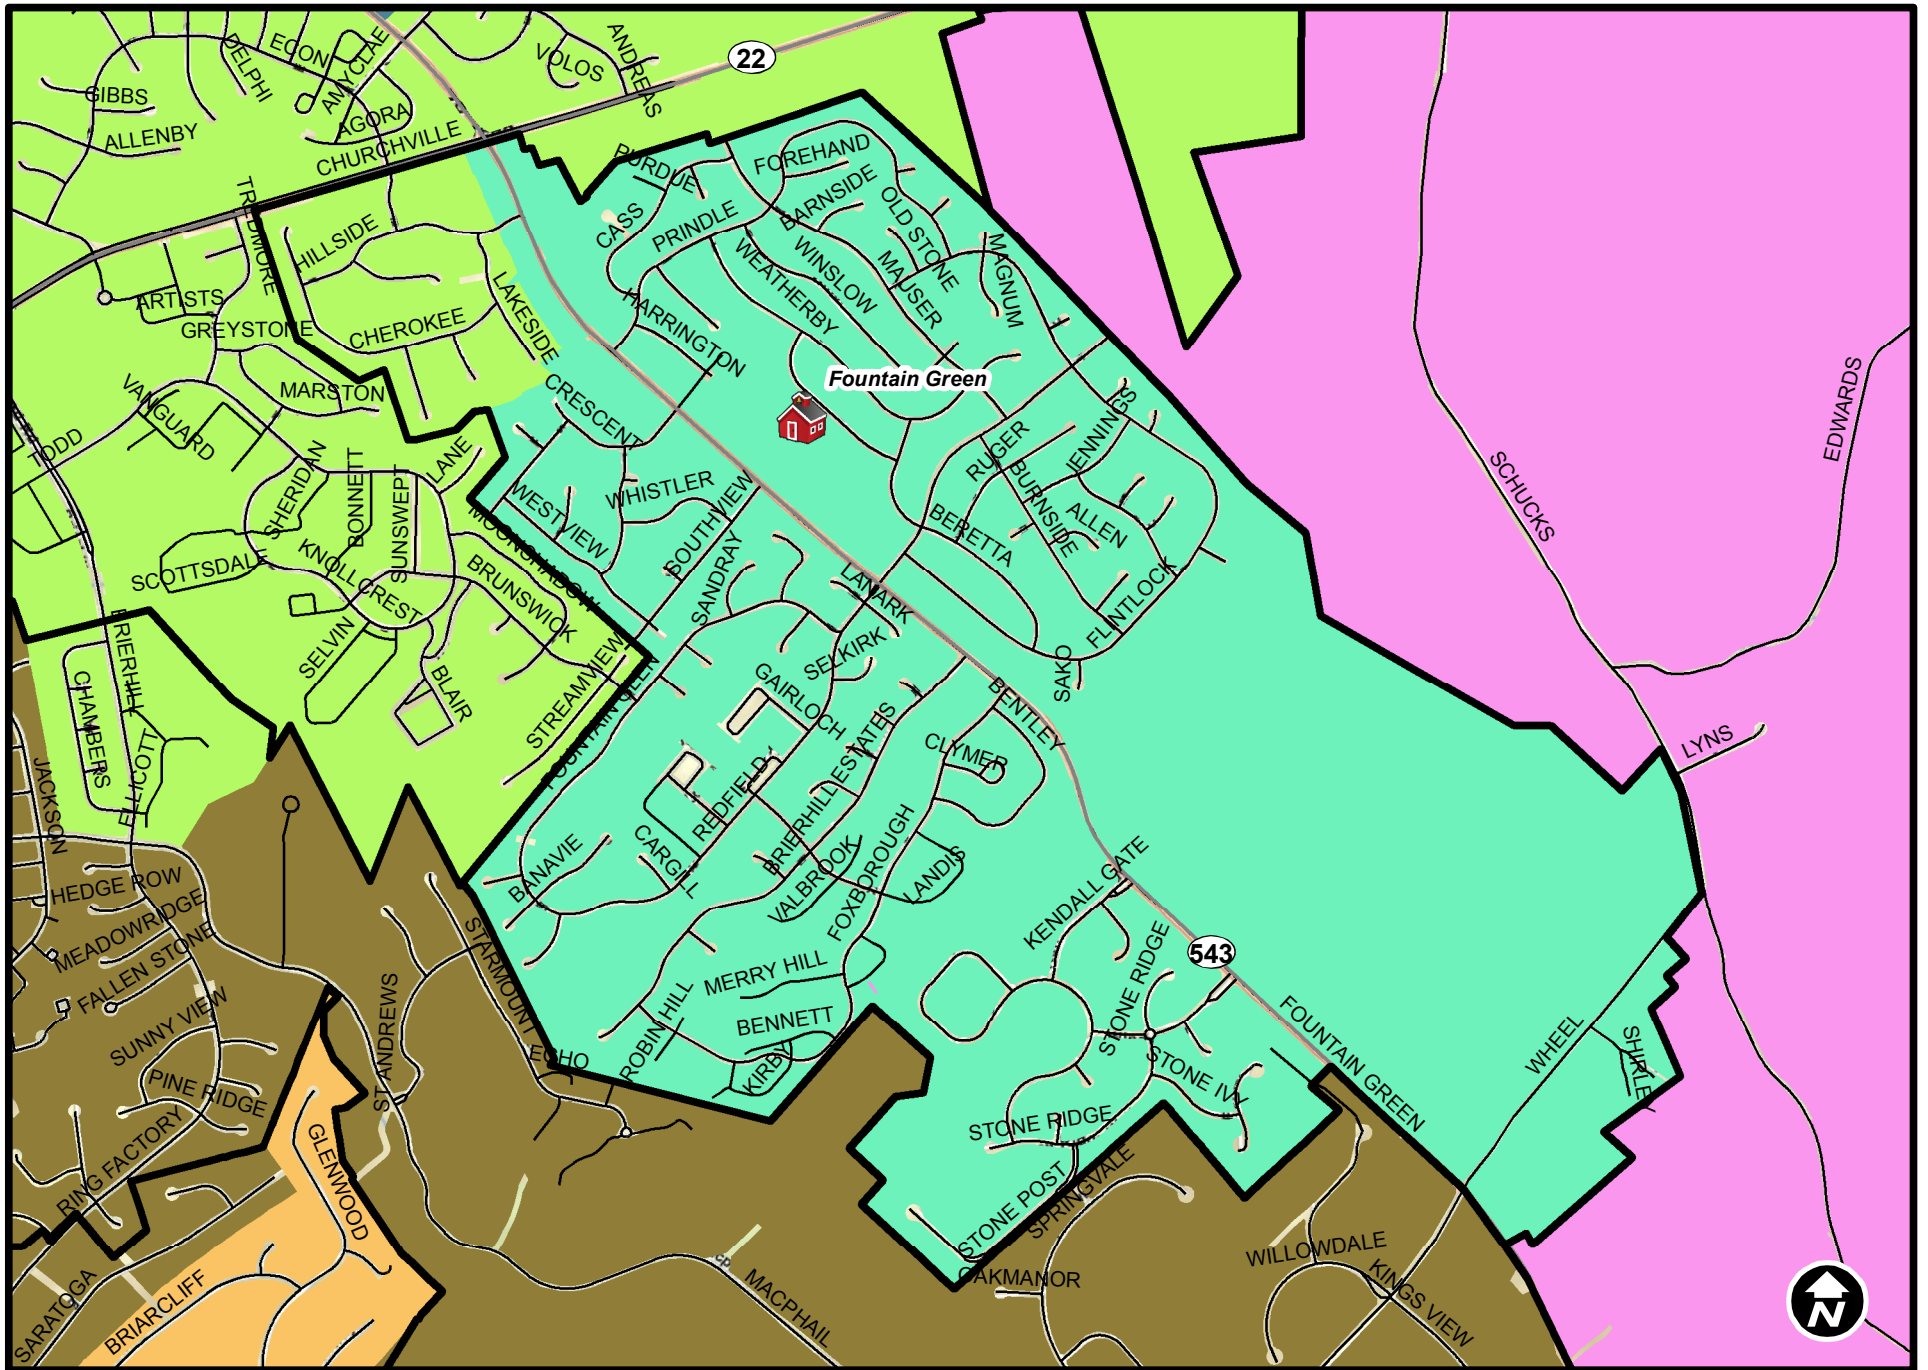 ECON
DELPHI
AMYCLAE
VOLOS
ANDREAS
22
GIBBS
AGORA
ALLENBY
CHURCHVILLE
PURDUE
FOREHAND
BARNSIDE
OLD STONE
TREDMORE
HILLSIDE
CASS
PRINDLE
WEATHERBY
WINSLOW
MAUSER
MAGNUM
ARTISTS
LAKESIDE
HARRINGTON
GREYSTONE
CHEROKEE
Fountain Green
VANGUARD
MARSTON
CRESCENT
JENNINGS
EDWARDS
TODD
SHERIDAN
BONNETT
SUNSWEPT
LANE
RUGER
BURNSIDE
SCHUCKS
WESTVIEW
WHISTLER
SOUTHVIEW
MOONSHADOW
BERETTA
ALLEN
SCOTTSDALE
KNOLLCREST
BRUNSWICK
SANDRAY
LANARK
FLINTLOCK
BRIERHILL
SELVIN
STREAMVIEW
SELKIRK
SAKO
CHAMBERS
BLAIR
FOUNTAIN GLEN
GAIRLOCH
BENTLEY
ELLICOTT
CLYMER
LYNS
JACKSON
REDFIELD
BRIERHILL ESTATES
BANAVIE
CARGILL
VALBROOK
FOXBOROUGH
LANDIS
KENDALL GATE
HEDGE ROW
MEADOWRIDGE
FALLEN STONE
STARMOUNT
543
STONE RIDGE
SUNNY VIEW
ST ANDREWS
MERRY HILL
ROBIN HILL
BENNETT
KIRBY
FOUNTAIN GREEN
WHEEL
SHIRLEY
ECHO
STONE IVY
PINE RIDGE
STONE RIDGE
RING FACTORY
GLENWOOD
STONE POST
SPRINGVALE
WILLOWDALE
OAKMANOR
KINGS VIEW
SARATOGA
BRIARCLIFF
MACPHAIL
N